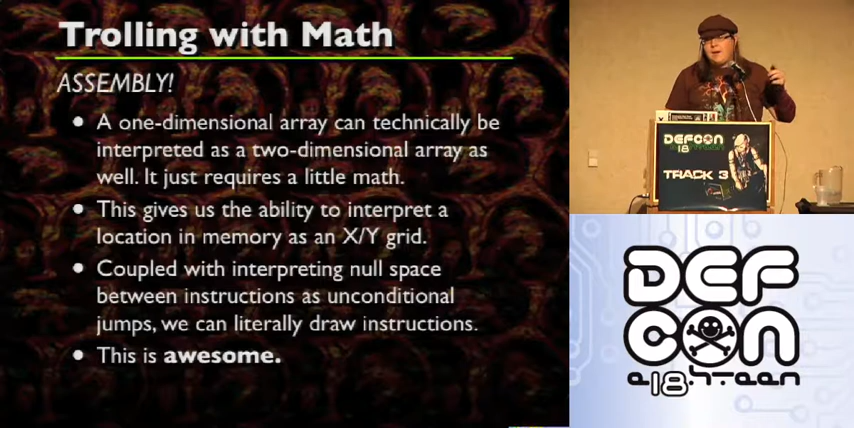 Trolling with Math
ASSEMBLY!
• A one-dimensional array can technically be
interpreted as a two-dimensional array as
well. It just requires a little math.
• This gives us the ability to interpret a
location in memory as an X/Y grid.
• Coupled with interpreting null space
between instructions as unconditional
jumps, we can literally draw instructions.
• This is awesome.
DEFCON
18
TRACK 3
DEF
CON
e18h.teen